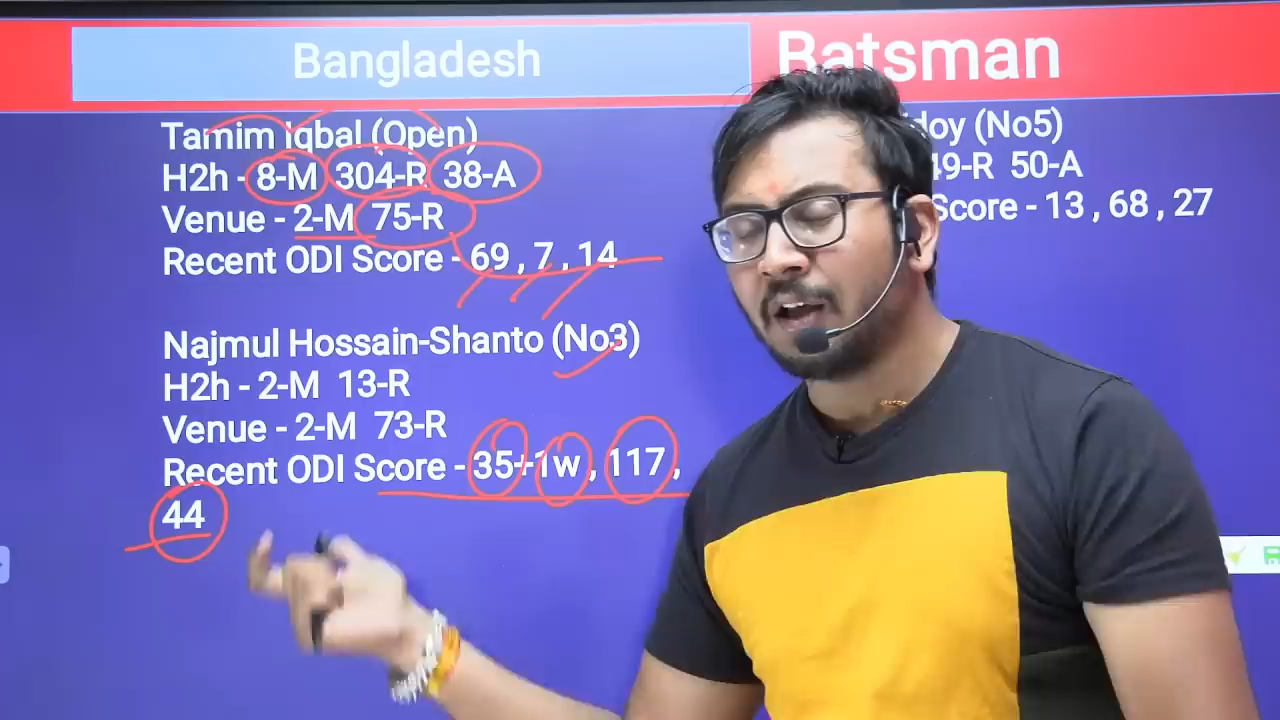 Bangladesh
Batsman
Tamim Iqbal (Open)
H2h - 8-M 304-R 38-A
Venue - 2-M 75-R
Recent ODI Score - 69 , 7 , 14
Najmul Hossain-Shanto (No3)
H2h - 2-M 13-R
Venue - 2-M 73-R
Recent ODI Score - 35+1w , 117 ,
44
(No5)
50-A
Score - 13 , 68 , 27